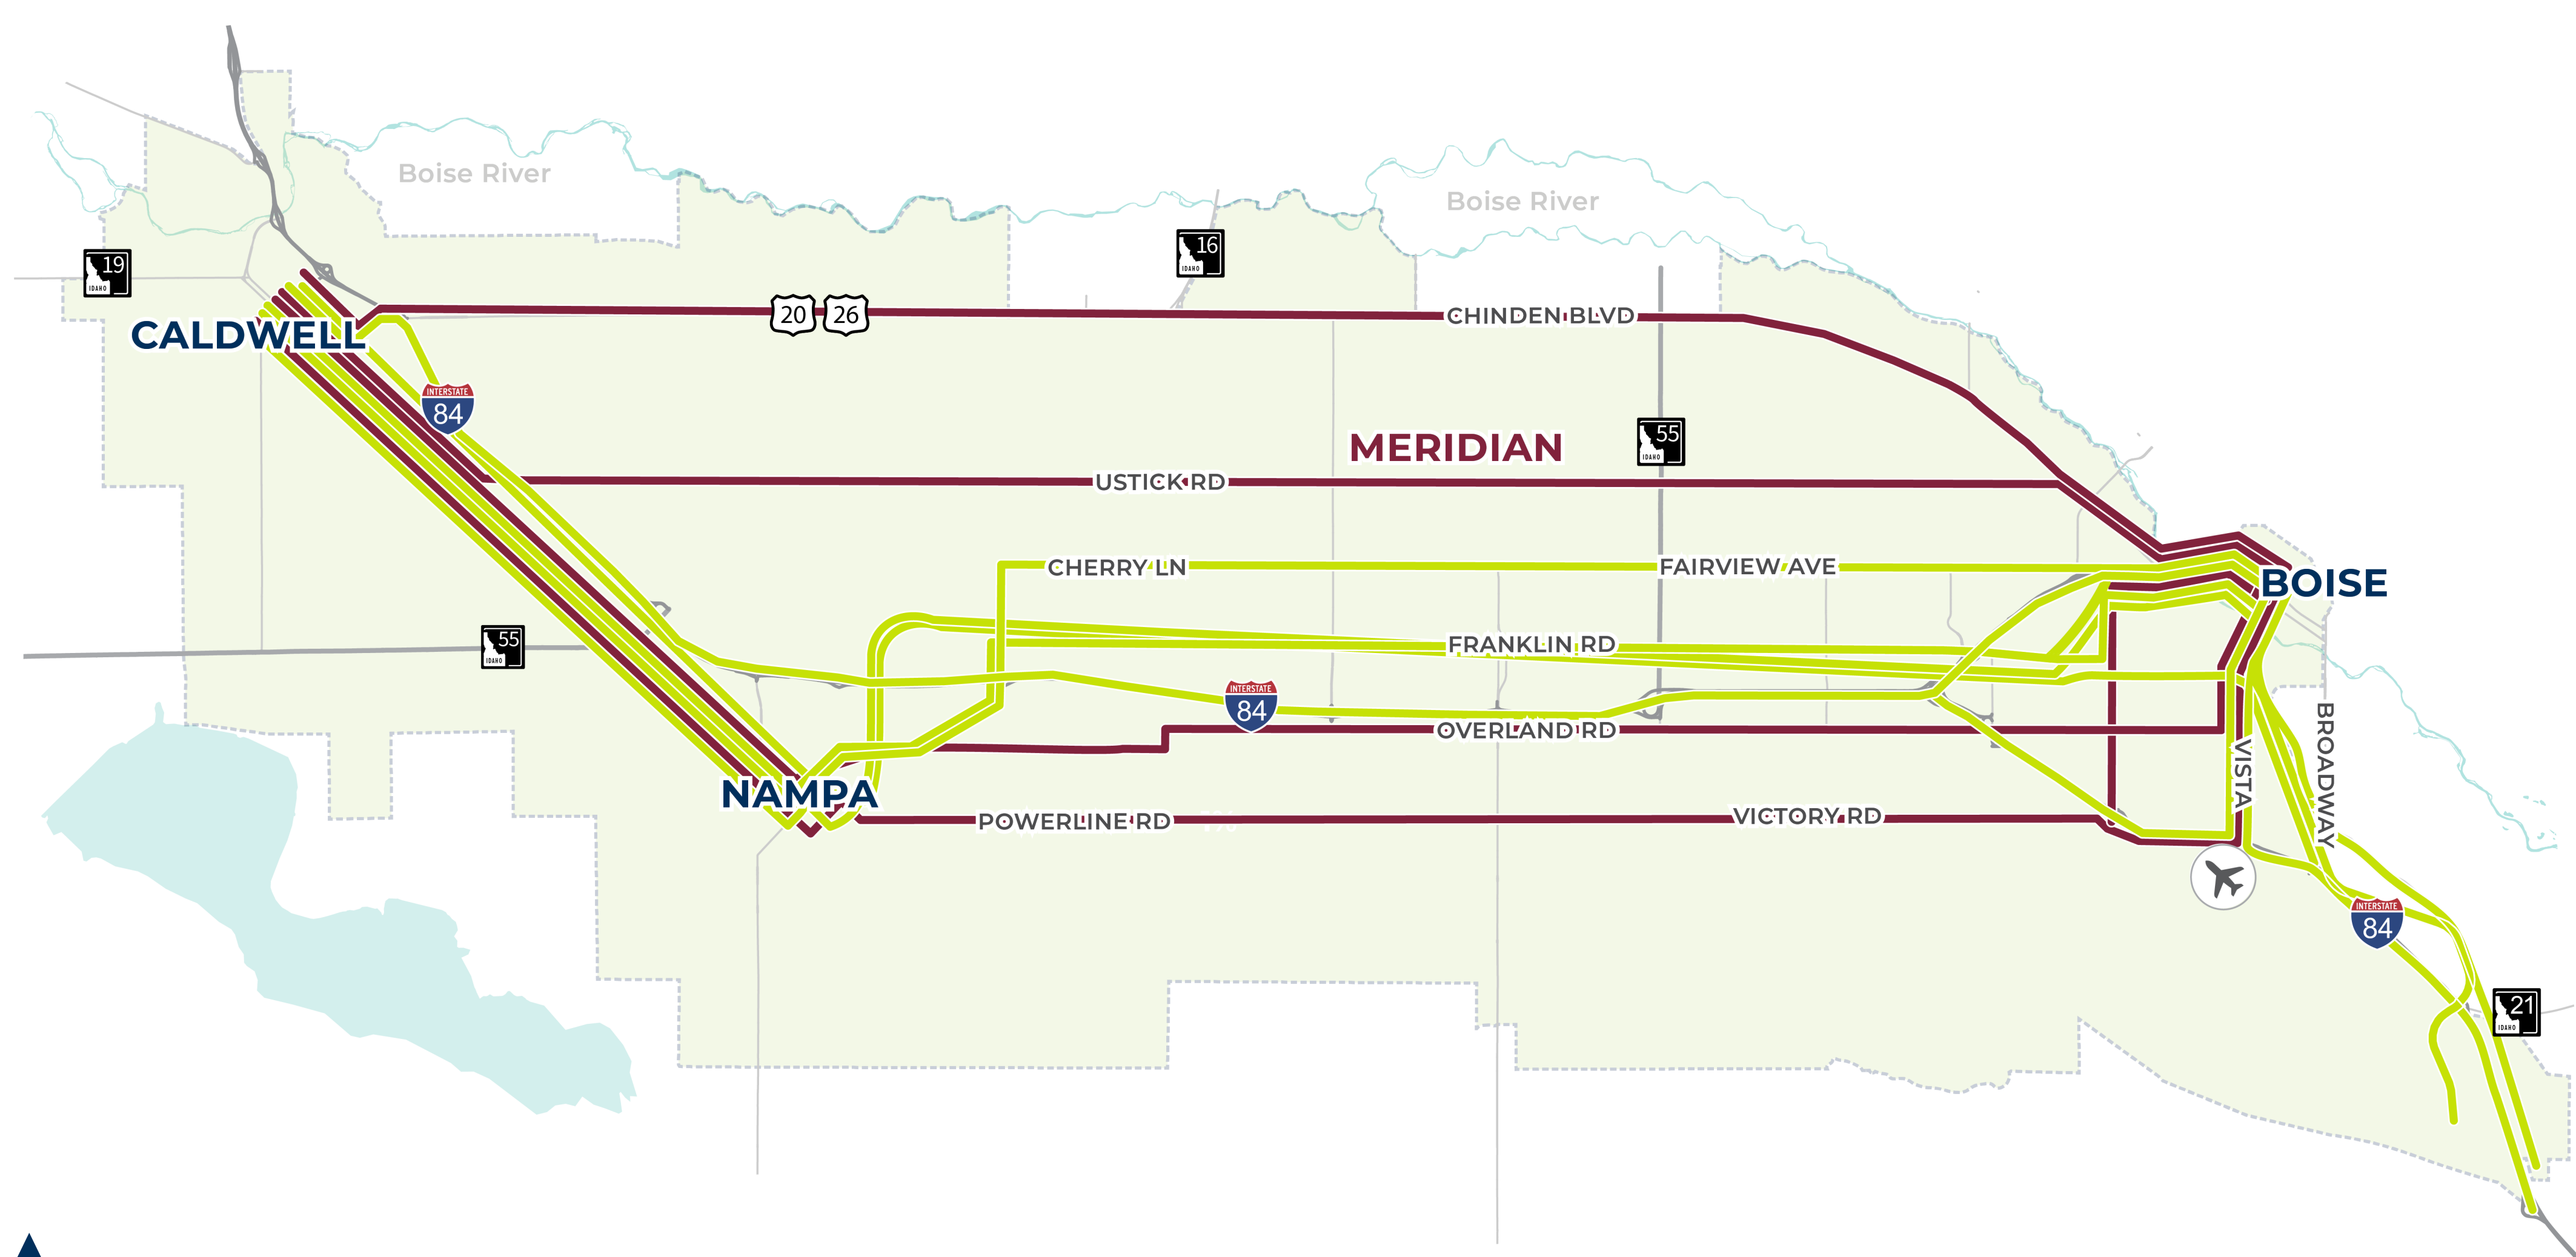 Boise River
Boise River
16
IDAHO
19
IDAHO
20
26
CHINDEN BLVD
CALDWELL
INTERSTATE
84
MERIDIAN
55
IDAHO
USTICK RD
CHERRY LN
FAIRVIEW AVE
BOISE
55
IDAHO
FRANKLIN RD
INTERSTATE
84
OVERLAND RD
VISTA
BROADWAY
NAMPA
POWERLINE RD
VICTORY RD
INTERSTATE
84
21
IDAHO